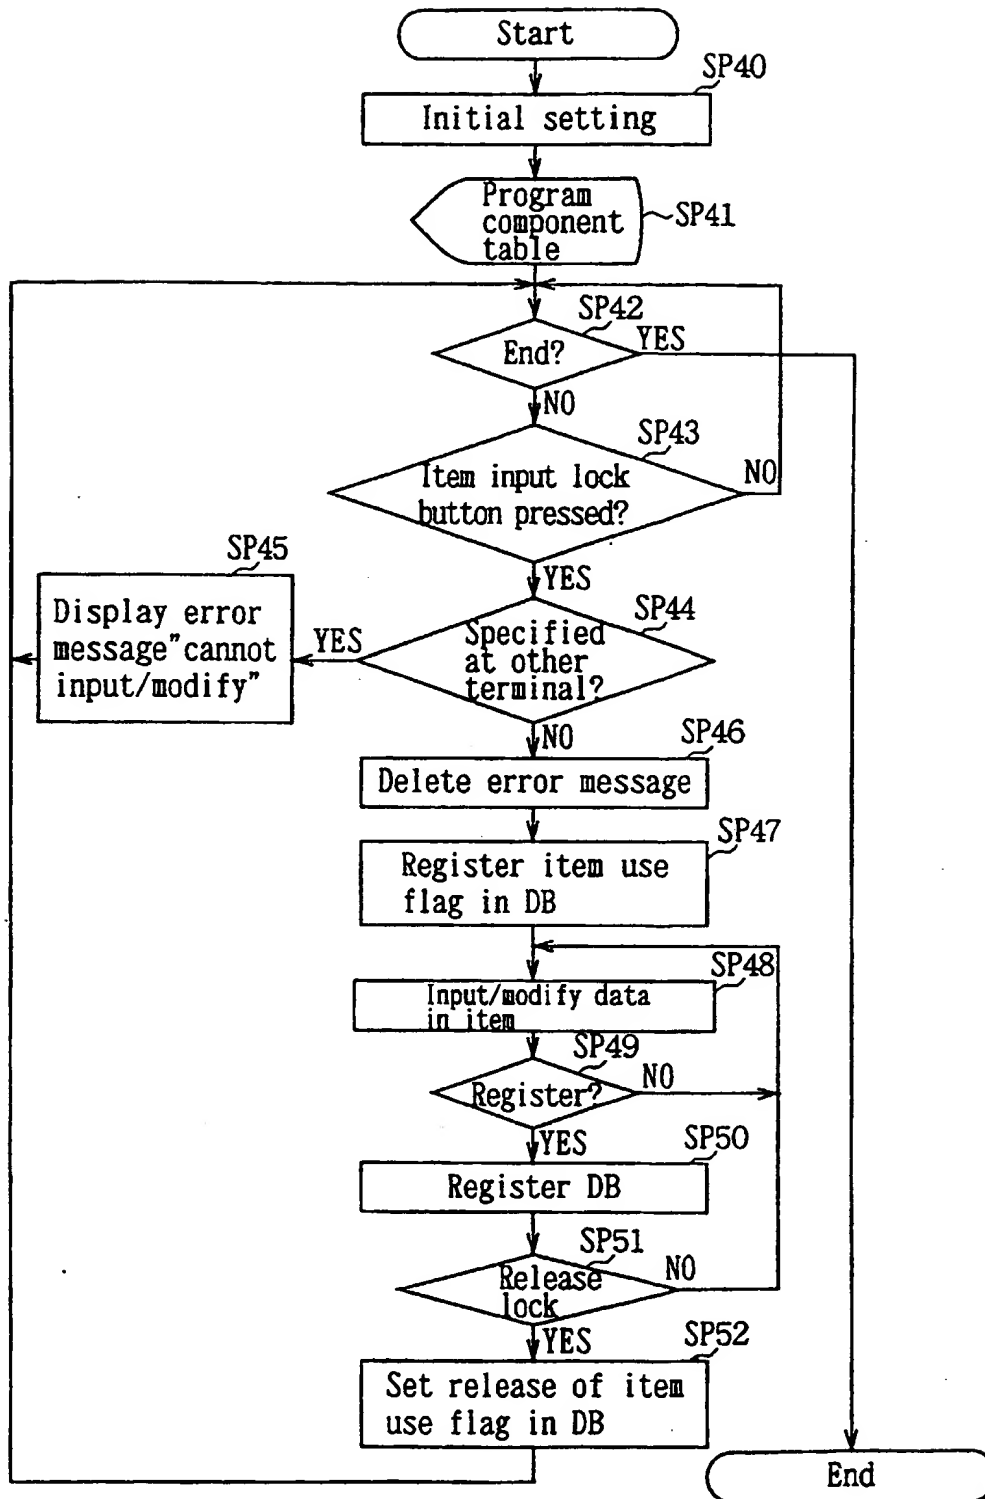 Start
SP40
Initial setting
Program
component
table
SP41
SP42
End?
YES
NO
SP43
Item input lock
button pressed?
NO
YES
SP45
Display error
message"cannot
input/modify"
YES
SP44
Specified
at other
terminal?
NO
SP46
Delete error message
SP47
Register item use
flag in DB
SP48
Input/modify data
in item
SP49
Register?
NO
YES
SP50
Register DB
SP51
Release
lock
NO
YES
SP52
Set release of item
use flag in DB
End